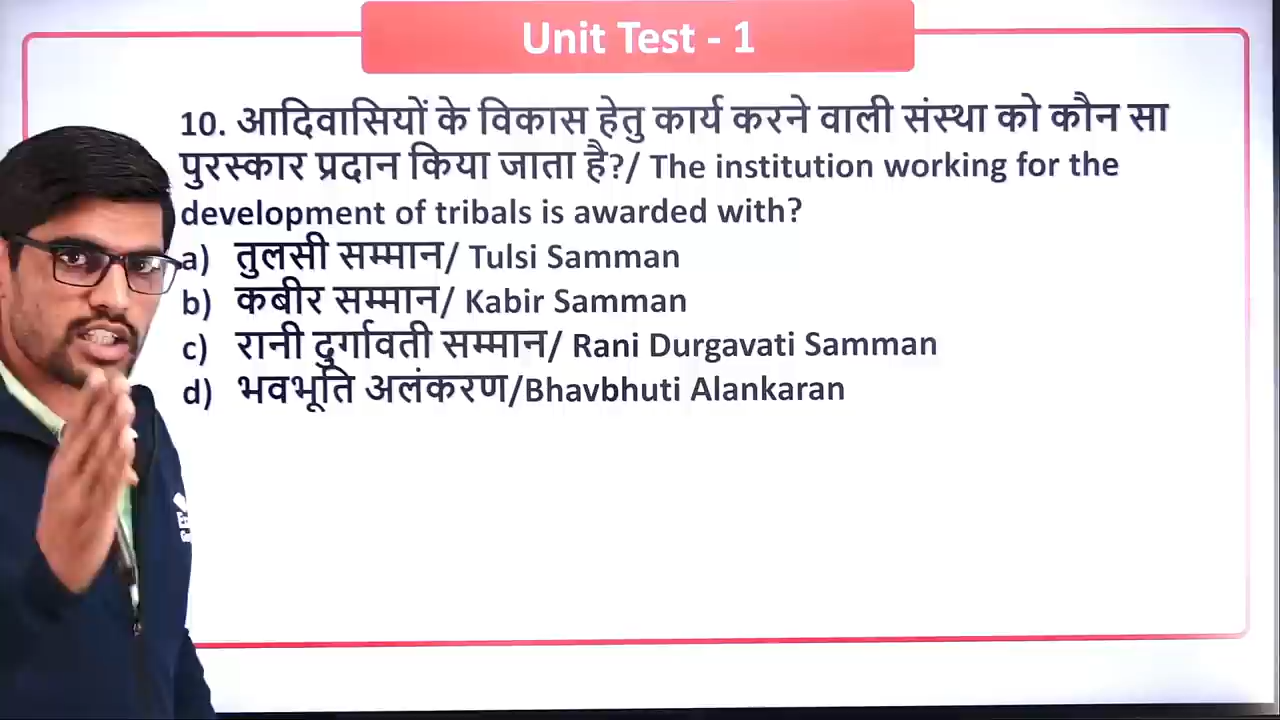 Unit Test - 1
10. आदिवासियों के विकास हेतु कार्य करने वाली संस्था को कौन सा
पुरस्कार प्रदान किया जाता है?/ The institution working for the
development of tribals is awarded with?
a) तुलसी सम्मान/ Tulsi Samman
b) कबीर सम्मान/ Kabir Samman
c) रानी दुर्गावती सम्मान/ Rani Durgavati Samman
d) भवभूति अलंकरण/Bhavbhuti Alankaran